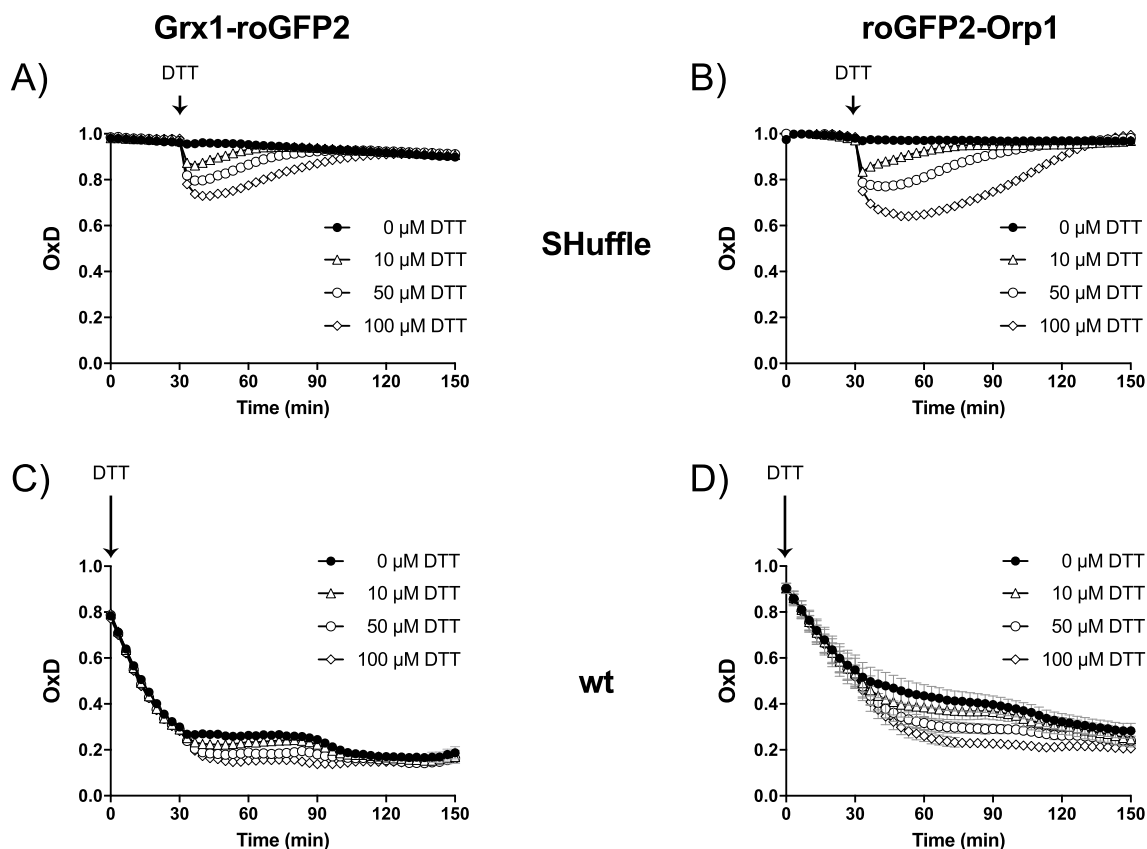 Grx1-roGFP2
roGFP2-Orp1
A)
DTT
OxD
1.0
0.8
0.6
0.4
0.2
0.0
0 µM DTT
10 µM DTT
50 µM DTT
100 µM DTT
0 30 60 90 120 150
Time (min)
SHuffle
B)
DTT
OxD
1.0
0.8
0.6
0.4
0.2
0.0
0 µM DTT
10 µM DTT
50 µM DTT
100 µM DTT
0 30 60 90 120 150
Time (min)
C)
DTT
OxD
1.0
0.8
0.6
0.4
0.2
0.0
0 µM DTT
10 µM DTT
50 µM DTT
100 µM DTT
0 30 60 90 120 150
Time (min)
wt
D)
DTT
OxD
1.0
0.8
0.6
0.4
0.2
0.0
0 µM DTT
10 µM DTT
50 µM DTT
100 µM DTT
0 30 60 90 120 150
Time (min)